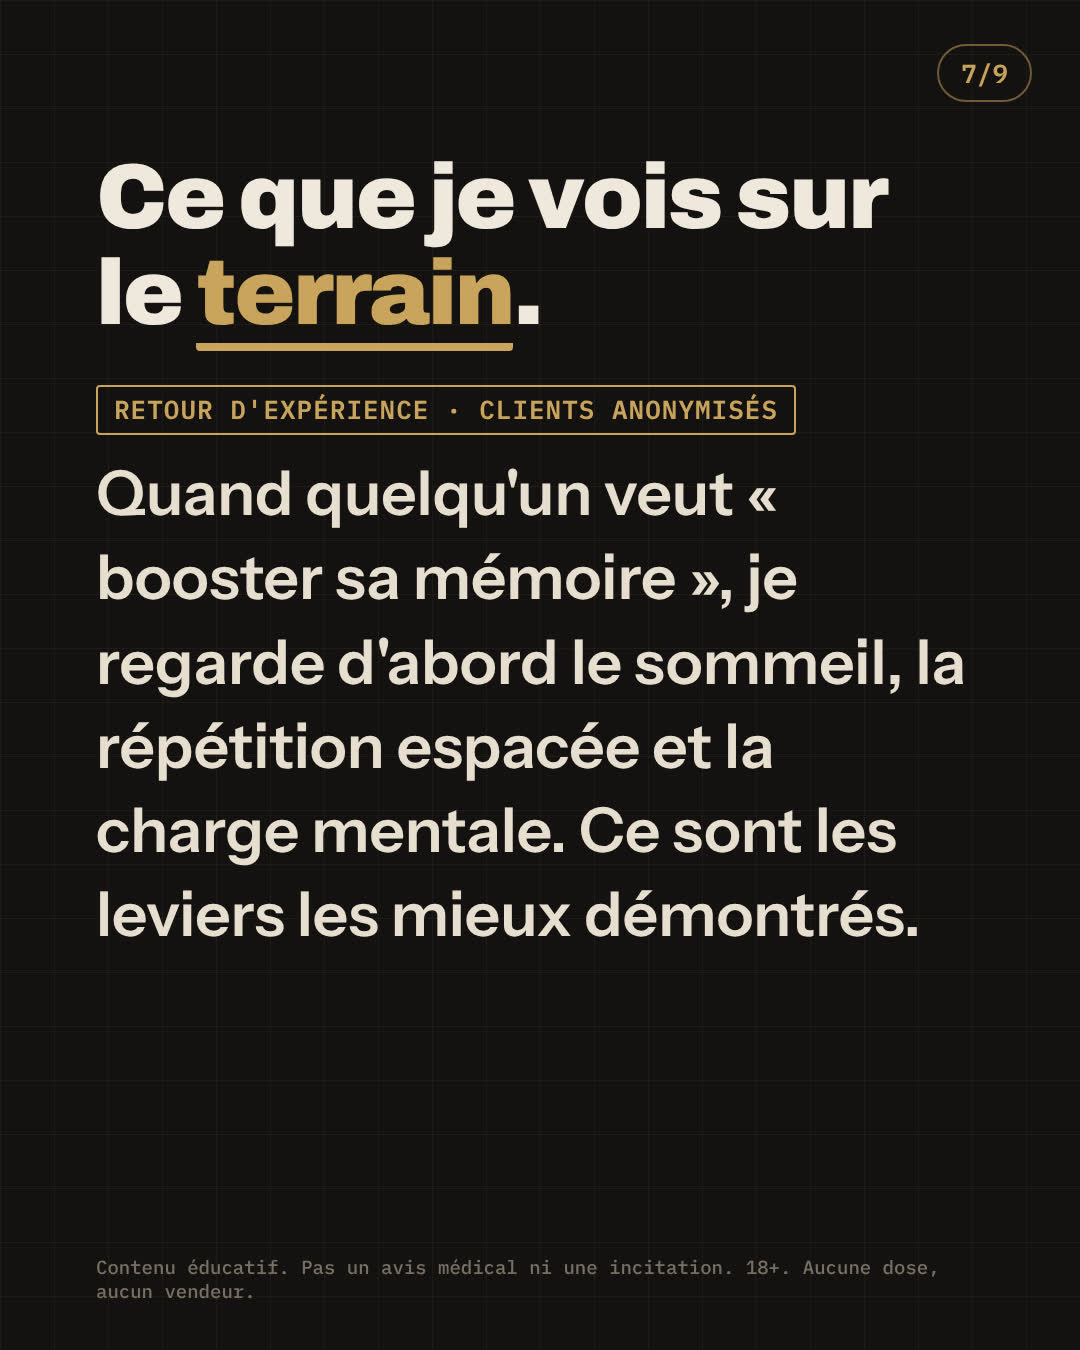 7/9
Ce que je vois sur
le terrain.
RETOUR D'EXPÉRIENCE · CLIENTS ANONYMISÉS
Quand quelqu'un veut «
booster sa mémoire », je
regarde d'abord le sommeil, la
répétition espacée et la
charge mentale. Ce sont les
leviers les mieux démontrés.
Contenu éducatif. Pas un avis médical ni une incitation. 18+. Aucune dose,
aucun vendeur.